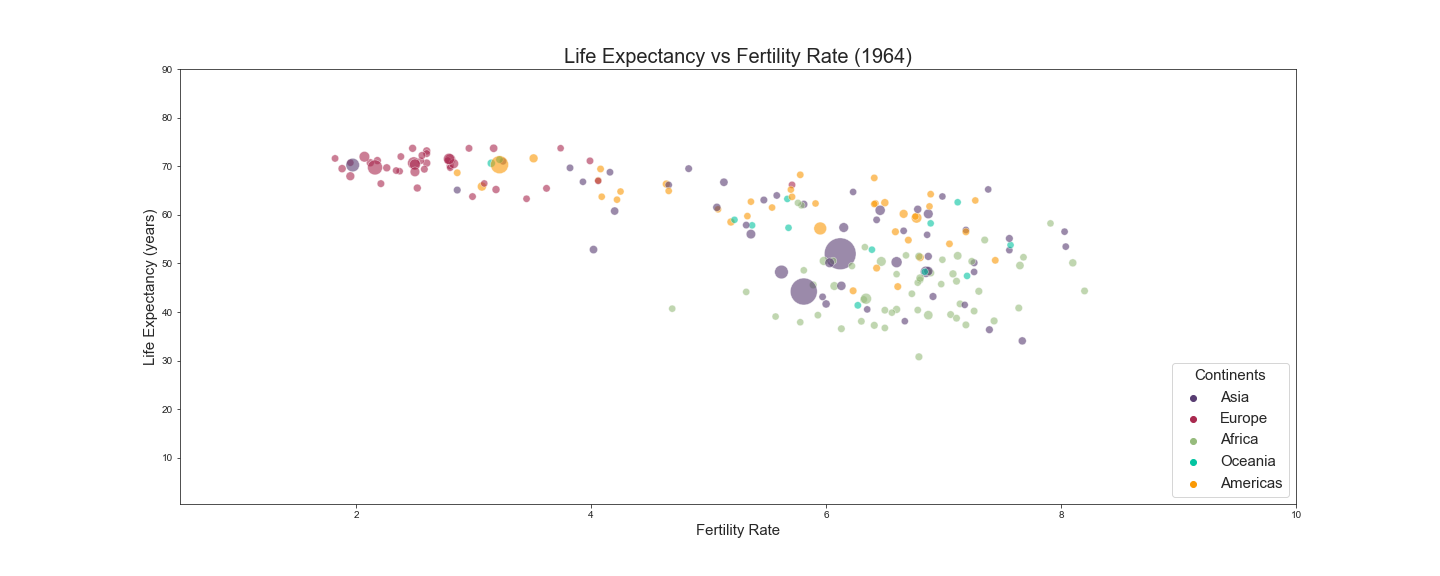 Life Expectancy vs Fertility Rate (1964)
90
80
70
60
50
40
30
20
10
Life Expectancy (years)
2
4
6
8
10
Fertility Rate
Continents
Asia
Europe
Africa
Oceania
Americas